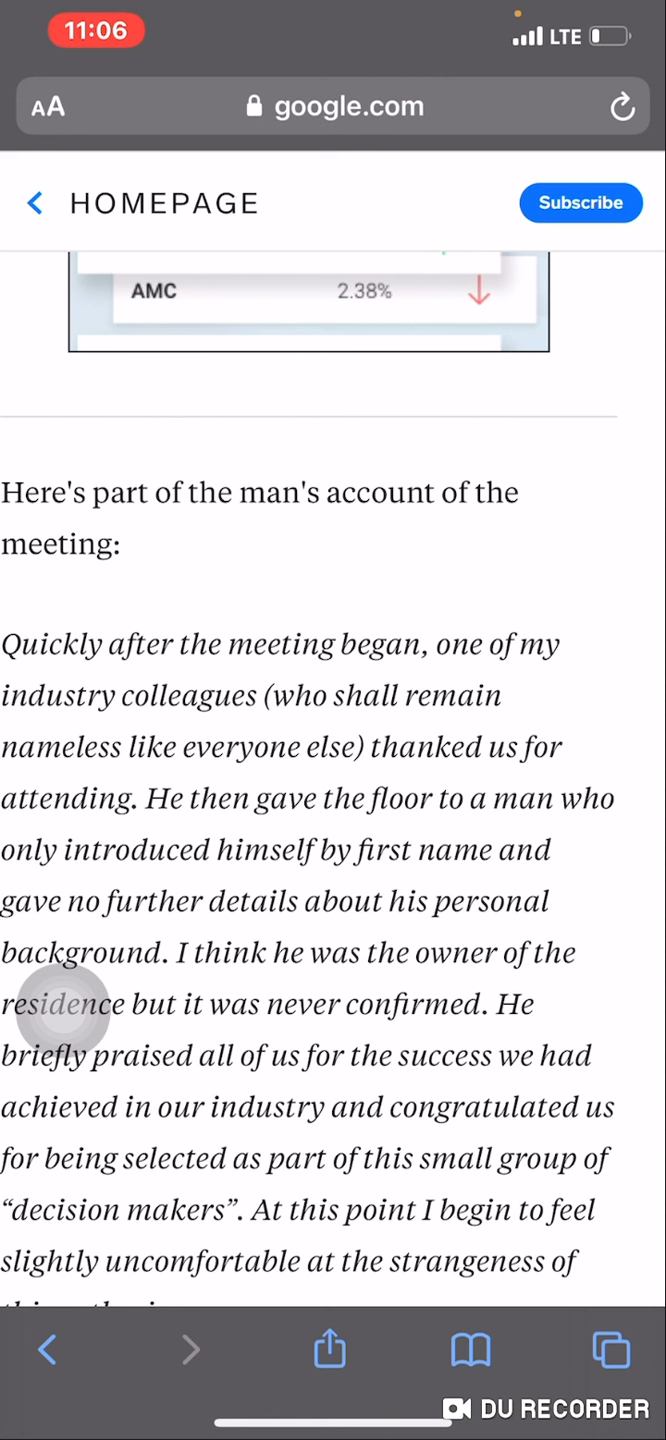 11:06
LTE
AA
google.com
HOMEPAGE
Subscribe
AMC 2.38%
Here's part of the man's account of the
meeting:
Quickly after the meeting began, one of my
industry colleagues (who shall remain
nameless like everyone else) thanked us for
attending. He then gave the floor to a man who
only introduced himself by first name and
gave no further details about his personal
background. I think he was the owner of the
residence but it was never confirmed. He
briefly praised all of us for the success we had
achieved in our industry and congratulated us
for being selected as part of this small group of
“decision makers”. At this point I begin to feel
slightly uncomfortable at the strangeness of
DU RECORDER